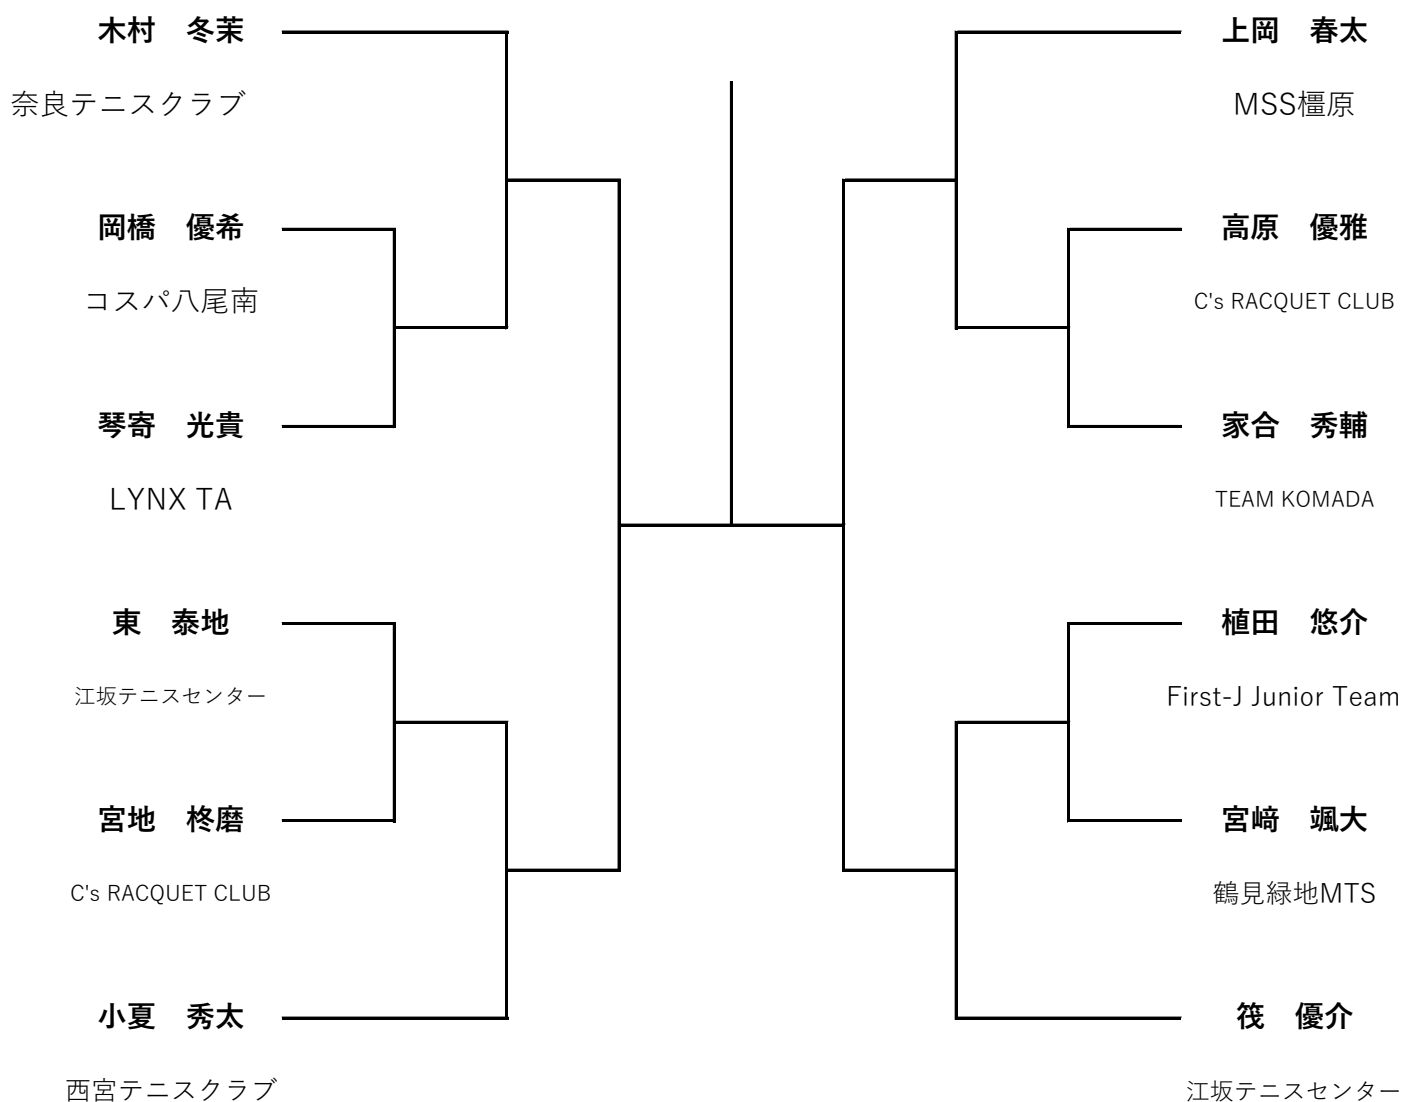 木村　冬茉
奈良テニスクラブ
岡橋　優希
コスパ八尾南
琴寄　光貴
LYNX TA
東　泰地
江坂テニスセンター
宮地　柊磨
C's RACQUET CLUB
小夏　秀太
西宮テニスクラブ
上岡　春太
MSS橿原
高原　優雅
C's RACQUET CLUB
家合　秀輔
TEAM KOMADA
植田　悠介
First-J Junior Team
宮﨑　颯大
鶴見緑地MTS
筏　優介
江坂テニスセンター